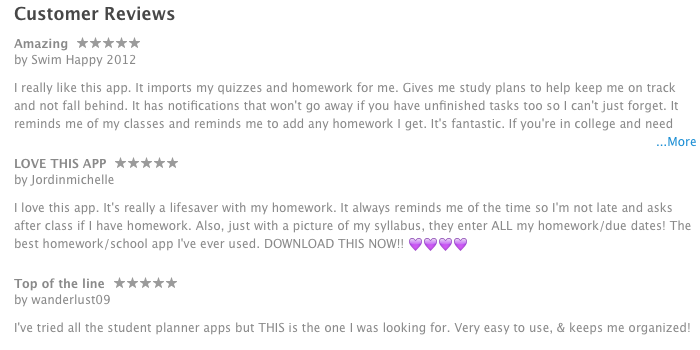 Customer Reviews
Amazing ★★★★★
by Swim Happy 2012
I really like this app. It imports my quizzes and homework for me. Gives me study plans to help keep me on track
and not fall behind. It has notifications that won't go away if you have unfinished tasks too so I can't just forget. It
reminds me of my classes and reminds me to add any homework I get. It's fantastic. If you're in college and need
...More
LOVE THIS APP ★★★★★
by Jordinmichelle
I love this app. It's really a lifesaver with my homework. It always reminds me of the time so I'm not late and asks
after class if I have homework. Also, just with a picture of my syllabus, they enter ALL my homework/due dates! The
best homework/school app I've ever used. DOWNLOAD THIS NOW!! 💜💜💜💜
Top of the line ★★★★★
by wanderlust09
I've tried all the student planner apps but THIS is the one I was looking for. Very easy to use, & keeps me organized!